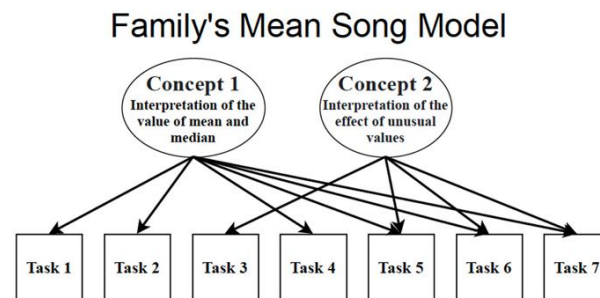 Family's Mean Song Model
Concept 1
Interpretation of the
value of mean and
median
Concept 2
Interpretation of the
effect of unusual
values
Task 1
Task 2
Task 3
Task 4
Task 5
Task 6
Task 7